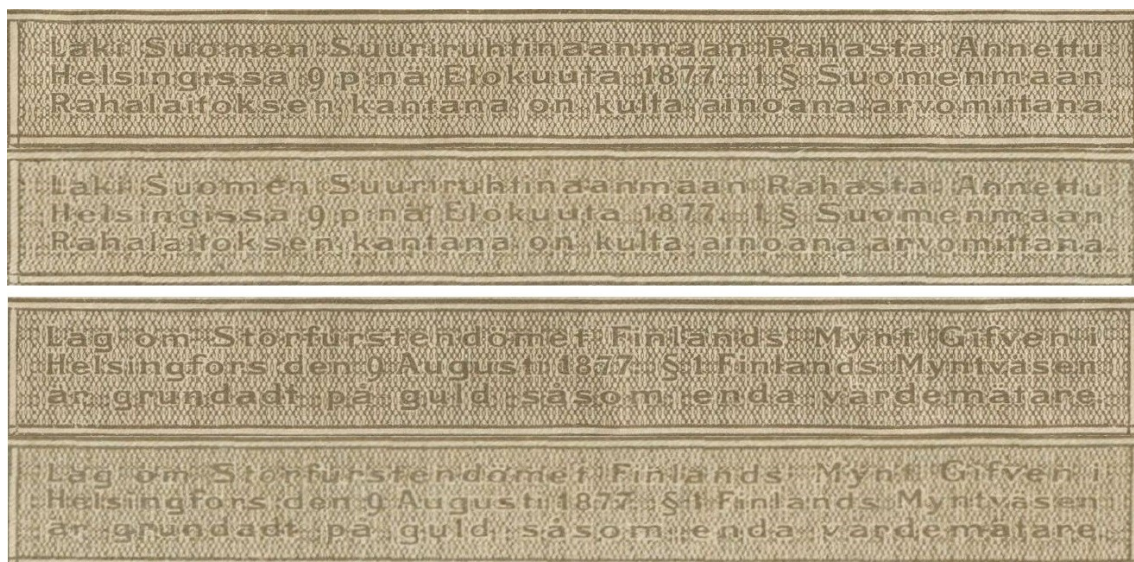 Laki Suomen Suuriruhtinaanmaan Rahasta. Annettu
Helsingissä 9 p:nä Elokuuta 1877. 1 § Suomenmaan
Rahalaitoksen kantana on kulta ainoana arvomittana.
Laki Suomen Suuriruhtinaanmaan Rahasta. Annettu
Helsingissä 9 p:nä Elokuuta 1877. 1 § Suomenmaan
Rahalaitoksen kantana on kulta ainoana arvomittana.
Lag om Storfurstendömet Finlands Mynt Gifven i
Helsingfors den 9 Augusti 1877. § 1 Finlands Myntväsen
är grundadt på guld såsom enda värdemätare.
Lag om Storfurstendömet Finlands Mynt Gifven i
Helsingfors den 9 Augusti 1877. § 1 Finlands Myntväsen
är grundadt på guld såsom enda värdemätare.